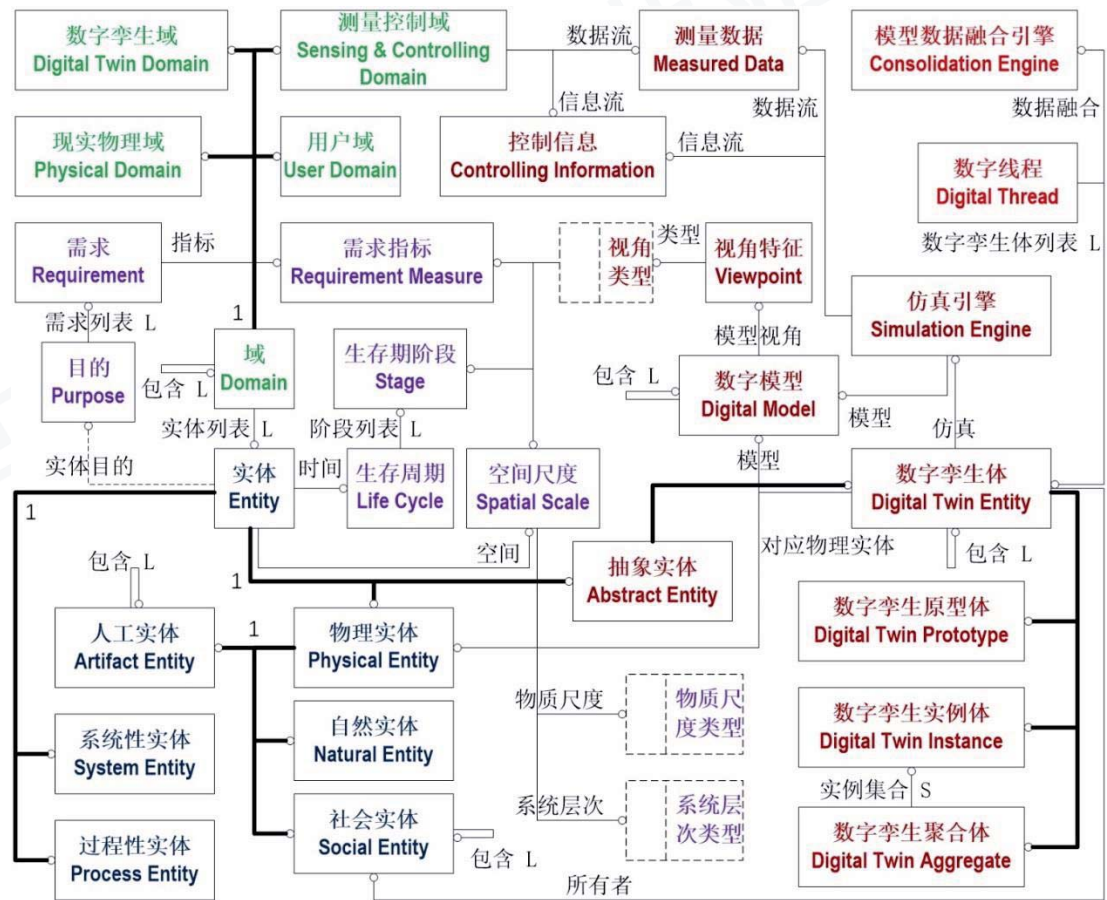 数字孪生域
Digital Twin Domain
测量控制域
Sensing & Controlling
Domain
数据流
测量数据
Measured Data
模型数据融合引擎
Consolidation Engine
信息流
数据流
数据融合
现实物理域
Physical Domain
用户域
User Domain
控制信息
Controlling Information
信息流
数字线程
Digital Thread
数字孪生体列表 L
需求
Requirement
指标
需求指标
Requirement Measure
视角
类型
类型
视角特征
Viewpoint
仿真引擎
Simulation Engine
需求列表 L
1
模型视角
目的
Purpose
包含 L
域
Domain
生存期阶段
Stage
包含 L
数字模型
Digital Model
模型
仿真
实体列表 L
阶段列表 L
实体目的
模型
实体
Entity
时间
生存周期
Life Cycle
空间尺度
Spatial Scale
数字孪生体
Digital Twin Entity
1
空间
对应物理实体
包含 L
包含 L
1
抽象实体
Abstract Entity
人工实体
Artifact Entity
1
物理实体
Physical Entity
数字孪生原型体
Digital Twin Prototype
物质尺度
物质尺
度类型
系统性实体
System Entity
自然实体
Natural Entity
数字孪生实例体
Digital Twin Instance
实例集合 S
系统层次
系统层
次类型
过程性实体
Process Entity
社会实体
Social Entity
包含 L
数字孪生聚合体
Digital Twin Aggregate
所有者